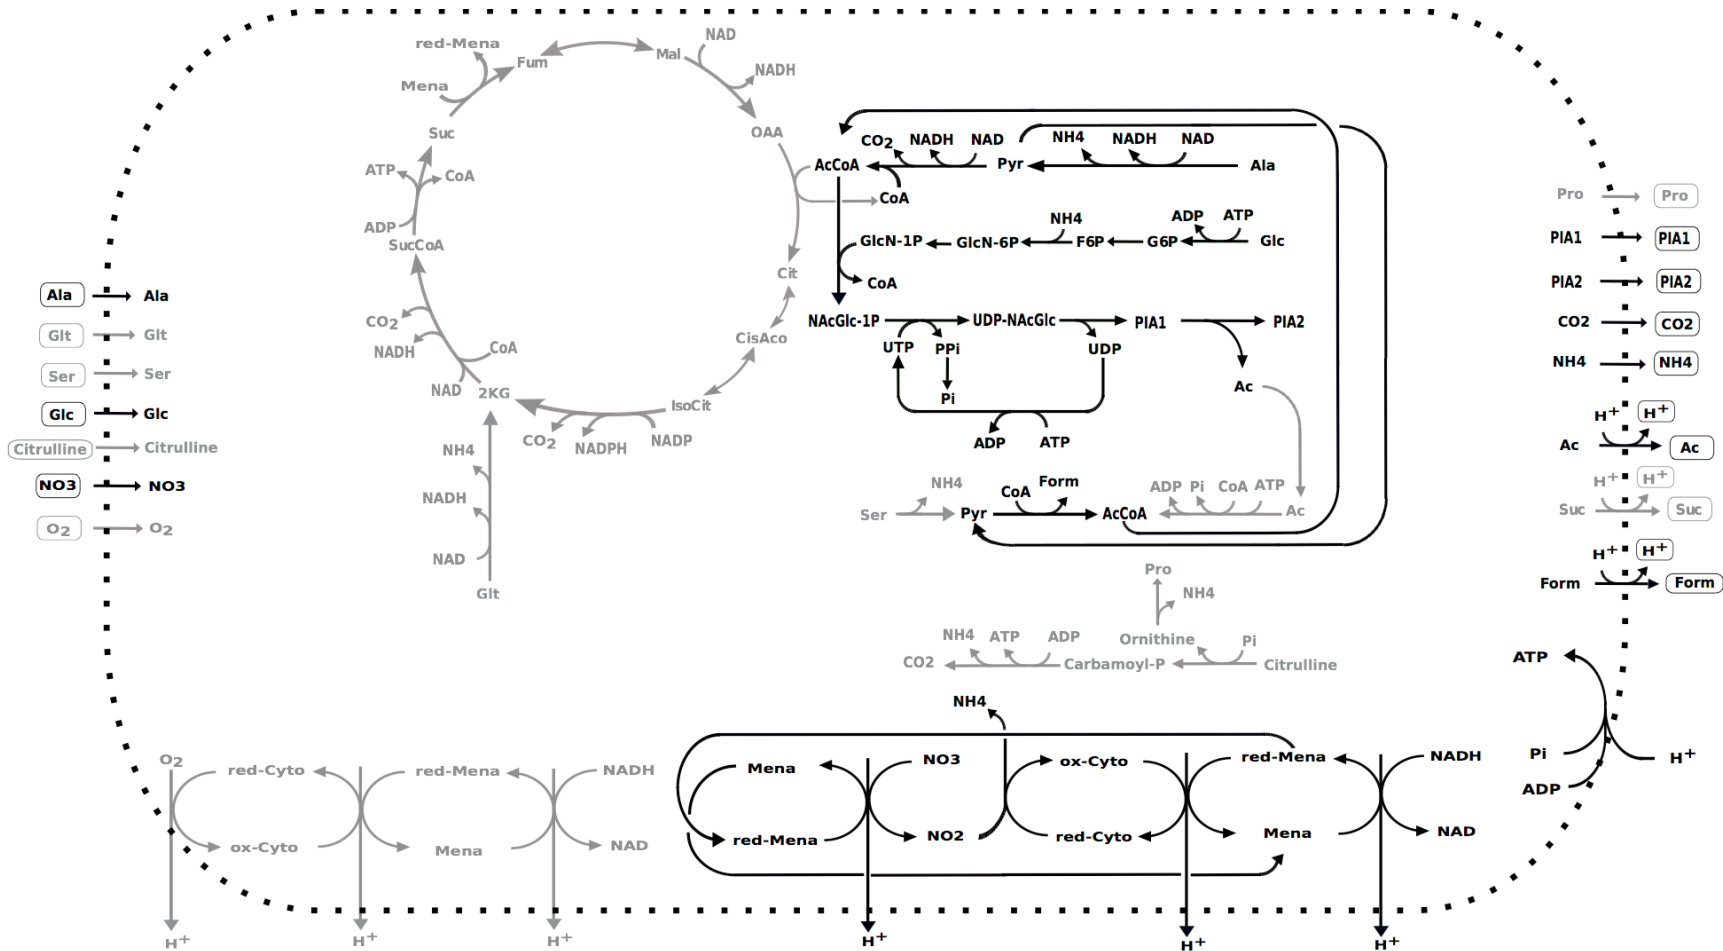 red-Mena
Mena
Fum
Mal
NAD
NADH
OAA
Suc
ATP
CoA
ADP
SucCoA
CO2
NADH
CoA
NAD
2KG
Cit
CisAco
IsoCit
CO2
NADPH
NADP
NH4
NADH
NAD
Glt
CO2 NADH NAD NH4 NADH NAD
AcCoA Pyr Ala
CoA
GlcN-1P GlcN-6P NH4 F6P G6P ADP ATP Glc
CoA
NAcGlc-1P UDP-NAcGlc PIA1 PIA2
UTP PPi UDP
Pi
Ac
ADP ATP
NH4 CoA Form ADP Pi CoA ATP
Ser Pyr AcCoA Ac
Pro
NH4
Ornithine
NH4 ATP ADP Pi
CO2 Carbamoyl-P Citrulline
Ala Ala
Glt Glt
Ser Ser
Glc Glc
Citrulline Citrulline
NO3 NO3
O2 O2
Pro Pro
PIA1 PIA1
PIA2 PIA2
CO2 CO2
NH4 NH4
H+ H+
Ac Ac
H+ H+
Suc Suc
H+ H+
Form Form
ATP
Pi H+
ADP
O2 red-Cyto red-Mena NADH
ox-Cyto Mena NAD
H+ H+ H+
NH4
Mena NO3 ox-Cyto red-Mena NADH
red-Mena NO2 red-Cyto Mena NAD
H+ H+ H+